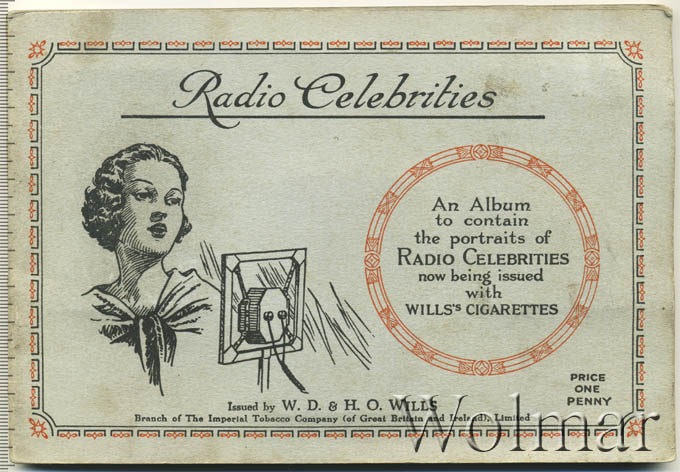 Radio Celebrities
An Album
to contain
the portraits of
RADIO CELEBRITIES
now being issued
with
WILLS'S CIGARETTES
PRICE
ONE
PENNY
Issued by W. D. & H. O. WILLS
Branch of The Imperial Tobacco Company (of Great Britain and Ireland), Limited
Wolmar